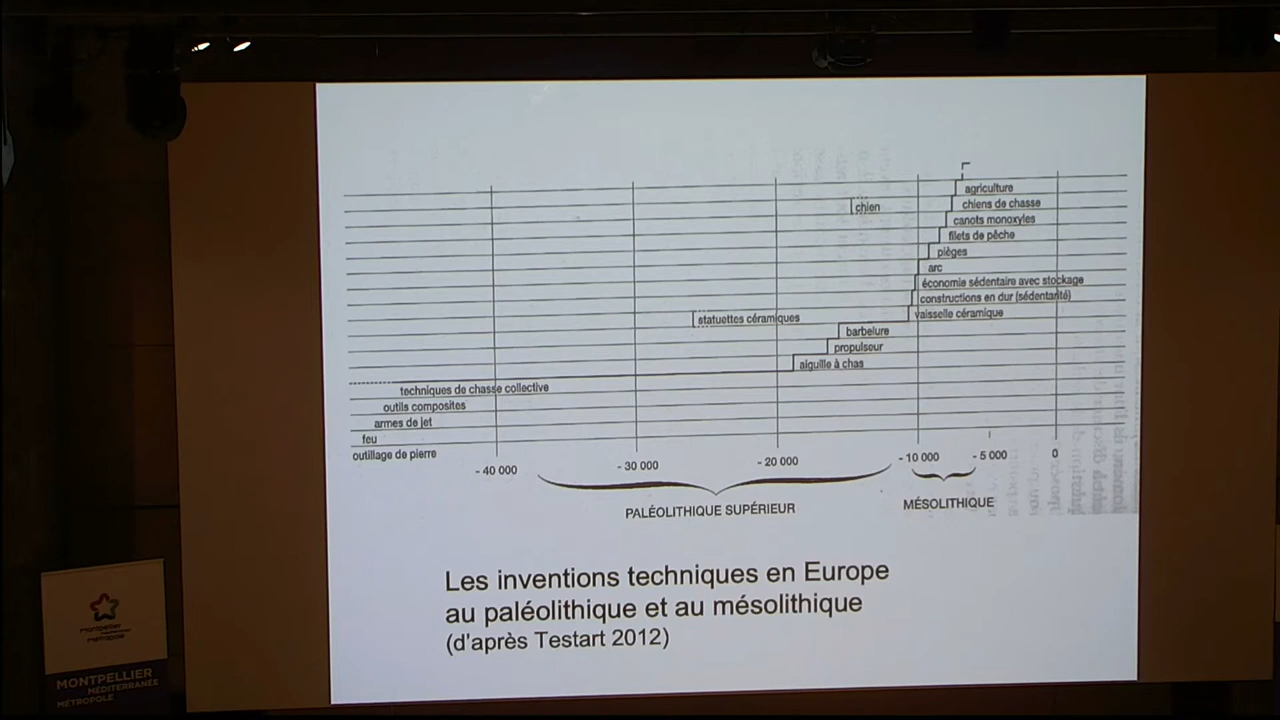 agriculture
chien
chiens de chasse
canots monoxyles
filets de pêche
pièges
arc
économie sédentaire avec stockage
constructions en dur (sédentarité)
statuettes céramiques
vaisselle céramique
barbelure
propulseur
aiguille à chas
techniques de chasse collective
outils composites
armes de jet
feu
outillage de pierre
- 40 000
- 30 000
- 20 000
- 10 000
- 5 000
0
PALÉOLITHIQUE SUPÉRIEUR
MÉSOLITHIQUE
Les inventions techniques en Europe
au paléolithique et au mésolithique
(d'après Testart 2012)
Montpellier
Métropole
MONTPELLIER
MÉDITERRANÉE
MÉTROPOLE